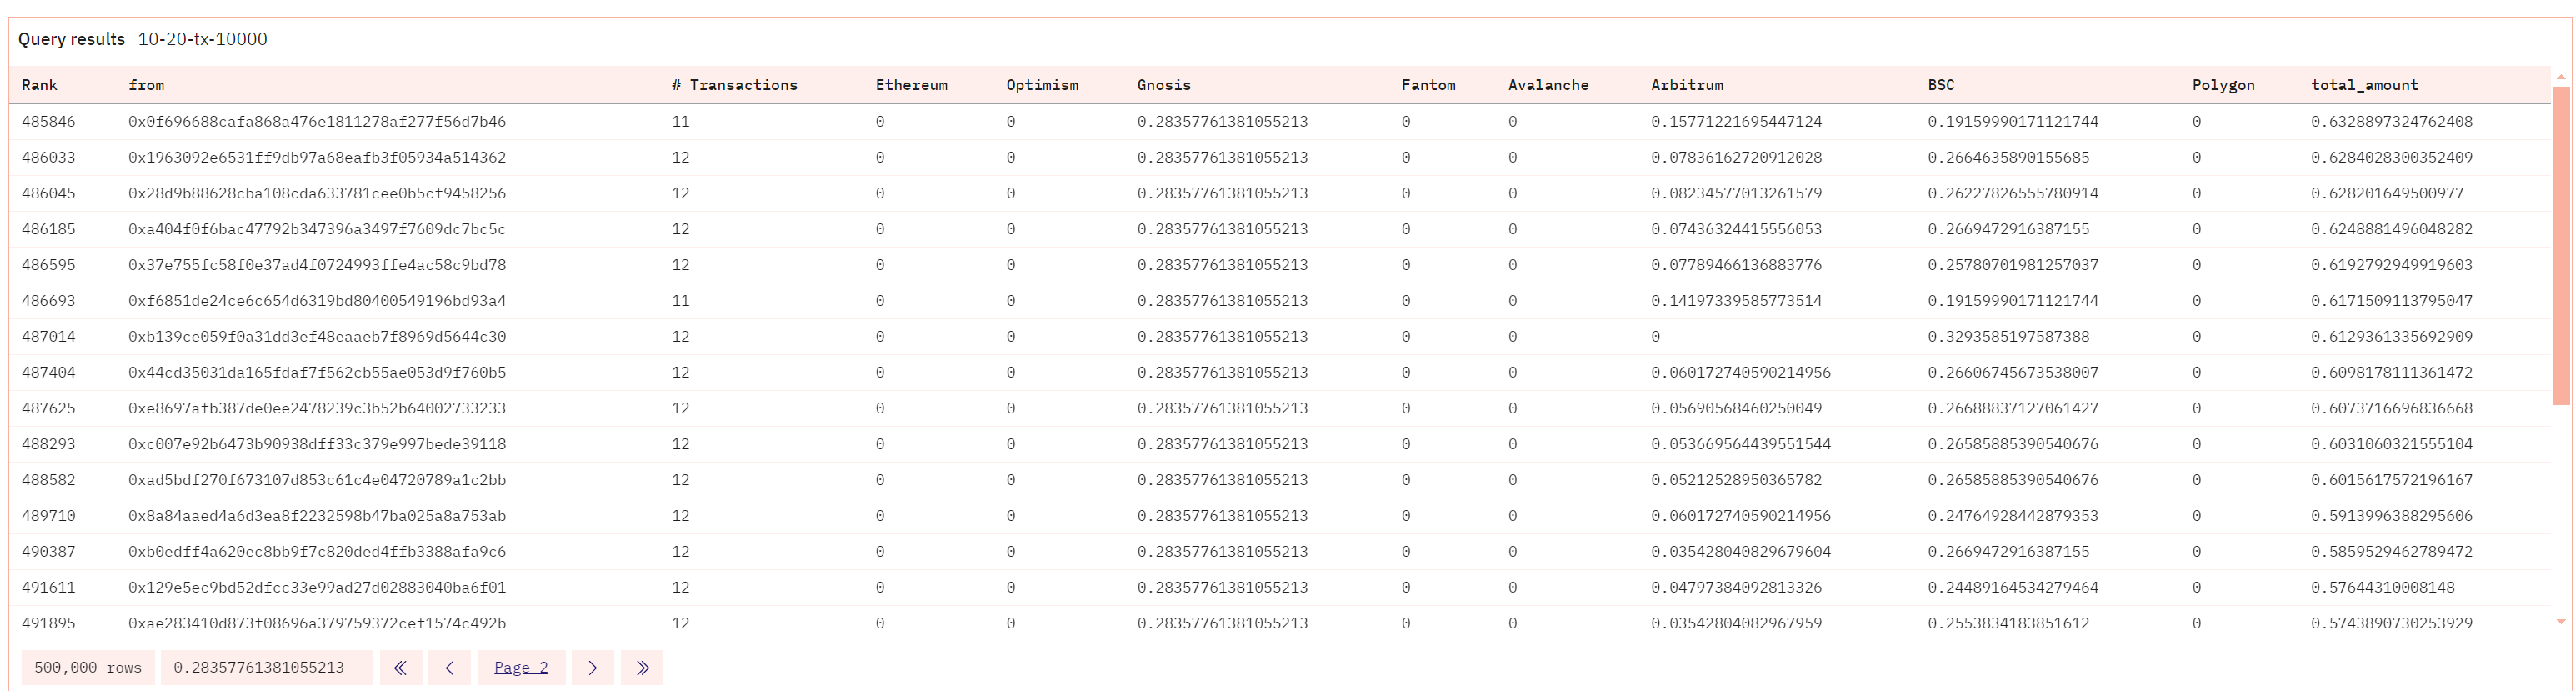 Query results 10-20-tx-10000
Rank from # Transactions Ethereum Optimism Gnosis Fantom Avalanche Arbitrum BSC Polygon total_amount
485846 0x0f696688cafa868a476e1811278af277f56d7b46 11 0 0 0.28357761381055213 0 0 0.15771221695447124 0.19159990171121744 0 0.6328897324762408
486033 0x1963092e6531ff9db97a68eafb3f05934a514362 12 0 0 0.28357761381055213 0 0 0.07836162720912028 0.2664635890155685 0 0.6284028300352409
486045 0x28d9b88628cba108cda633781cee0b5cf9458256 12 0 0 0.28357761381055213 0 0 0.08234577013261579 0.26227826555780914 0 0.628201649500977
486185 0xa404f0f6bac47792b347396a3497f7609dc7bc5c 12 0 0 0.28357761381055213 0 0 0.07436324415556053 0.2669472916387155 0 0.6248881496048282
486595 0x37e755fc58f0e37ad4f0724993ffe4ac58c9bd78 12 0 0 0.28357761381055213 0 0 0.07789466136883776 0.25780701981257037 0 0.6192792949919603
486693 0xf6851de24ce6c654d6319bd80400549196bd93a4 11 0 0 0.28357761381055213 0 0 0.14197339585773514 0.19159990171121744 0 0.6171509113795047
487014 0xb139ce059f0a31dd3ef48eaaeb7f8969d5644c30 12 0 0 0.28357761381055213 0 0 0 0.3293585197587388 0 0.6129361335692909
487404 0x44cd35031da165fdaf7f562cb55ae053d9f760b5 12 0 0 0.28357761381055213 0 0 0.060172740590214956 0.26606745673538007 0 0.6098178111361472
487625 0xe8697afb387de0ee2478239c3b52b64002733233 12 0 0 0.28357761381055213 0 0 0.05690568460250049 0.26688837127061427 0 0.6073716696836668
488293 0xc007e92b6473b90938dff33c379e997bede39118 12 0 0 0.28357761381055213 0 0 0.053669564439551544 0.26585885390540676 0 0.6031060321555104
488582 0xad5bdf270f673107d853c61c4e04720789a1c2bb 12 0 0 0.28357761381055213 0 0 0.05212528950365782 0.26585885390540676 0 0.6015617572196167
489710 0x8a84aaed4a6d3ea8f2232598b47ba025a8a753ab 12 0 0 0.28357761381055213 0 0 0.060172740590214956 0.24764928442879353 0 0.5913996388295606
490387 0xb0edff4a620ec8bb9f7c820ded4ffb3388afa9c6 12 0 0 0.28357761381055213 0 0 0.035428040829679604 0.2669472916387155 0 0.5859529462789472
491611 0x129e5ec9bd52dfcc33e99ad27d02883040ba6f01 12 0 0 0.28357761381055213 0 0 0.04797384092813326 0.24489164534279464 0 0.57644310008148
491895 0xae283410d873f08696a379759372cef1574c492b 12 0 0 0.28357761381055213 0 0 0.03542804082967959 0.2553834183851612 0 0.5743890730253929
500,000 rows 0.28357761381055213 Page 2